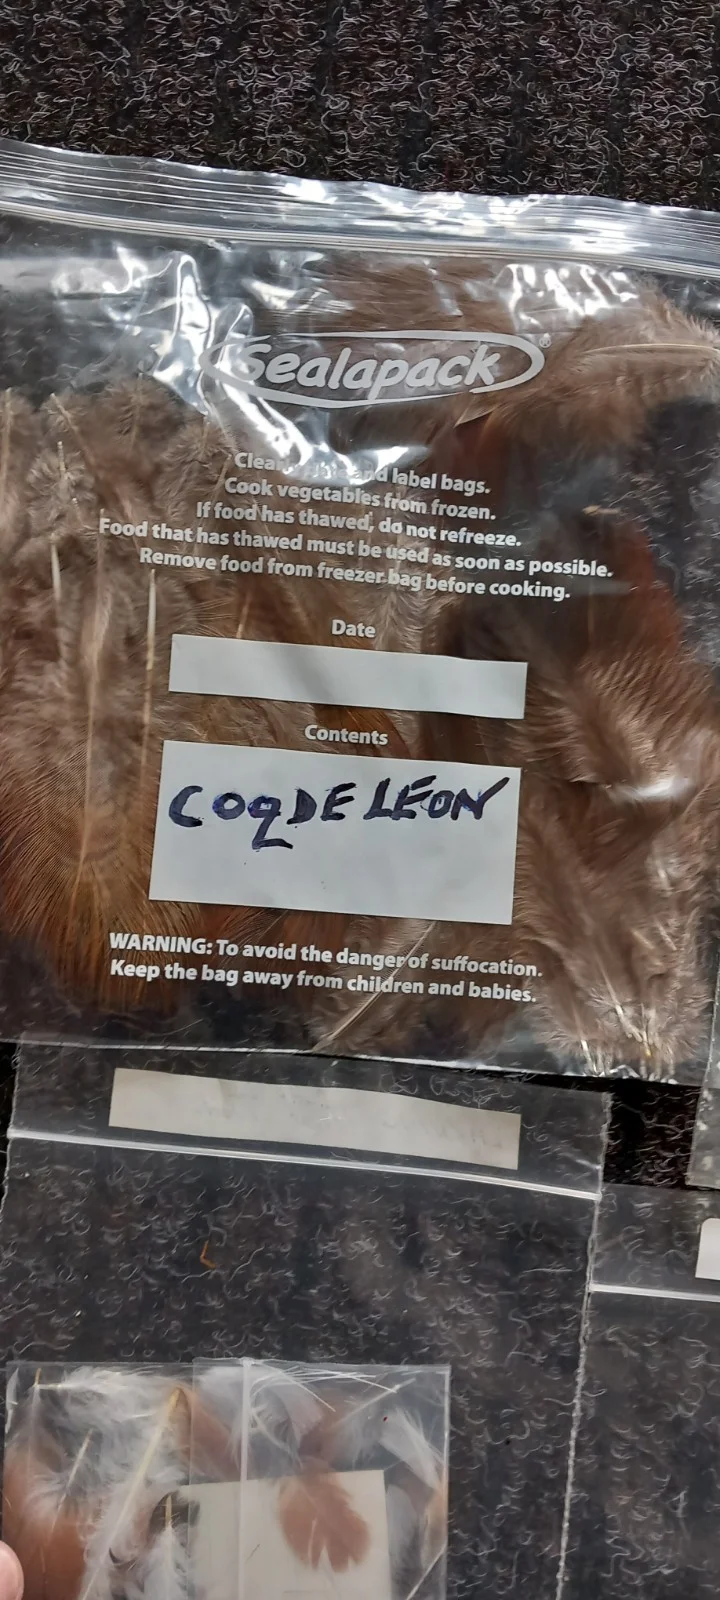 Sealapack®
and label bags.
Cook vegetables from frozen.
If food has thawed, do not refreeze.
Food that has thawed must be used as soon as possible.
Remove food from freezer bag before cooking.
Date
Contents
COqDE LEON
WARNING: To avoid the danger of suffocation.
Keep the bag away from children and babies.